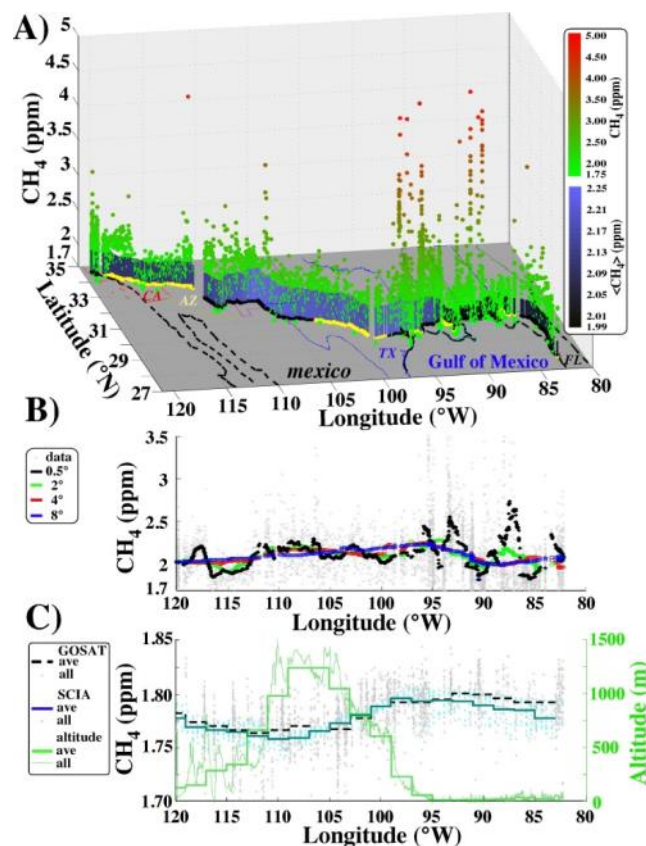 A)
CH4 (ppm)
5
4.5
4
3.5
3
2.5
2
1.7
35
33
31
29
27
Latitude (°N)
120
115
110
105
100
95
90
85
80
Longitude (°W)
CA
AZ
mexico
TX
Gulf of Mexico
FL
5.00
4.50
4.00
3.50
3.00
2.50
2.00
1.75
CH4 (ppm)
2.25
2.21
2.17
2.13
2.09
2.05
2.01
1.99
<CH4> (ppm)
B)
data
0.5°
2°
4°
8°
CH4 (ppm)
3.5
3
2.5
2
1.7
120 115 110 105 100 95 90 85 80
Longitude (°W)
C)
GOSAT
ave
all
SCIA
ave
all
altitude
ave
all
CH4 (ppm)
1.85
1.80
1.75
1.70
1500
1250
1000
750
500
250
0
Altitude (m)
120 115 110 105 100 95 90 85 80
Longitude (°W)